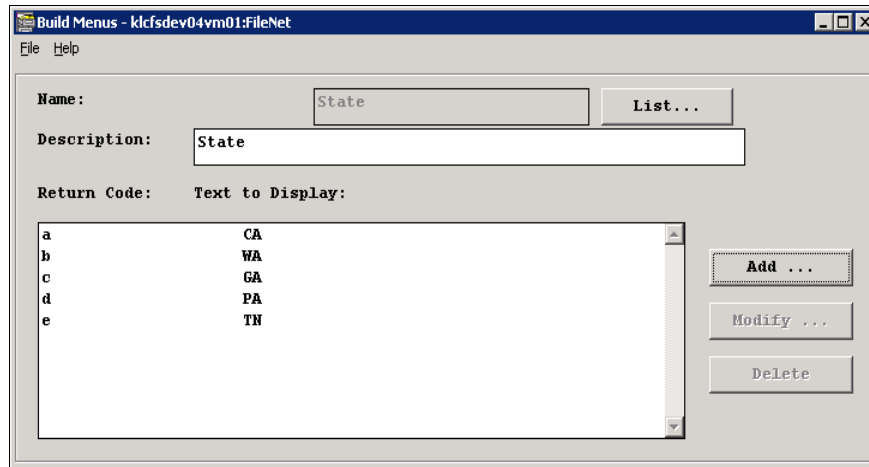 Build Menus - klcfsdev04vm01:FileNet
File Help
Name: State List...
Description: State
Return Code: Text to Display:
a CA
b WA
c GA
d PA
e TN
Add ...
Modify ...
Delete